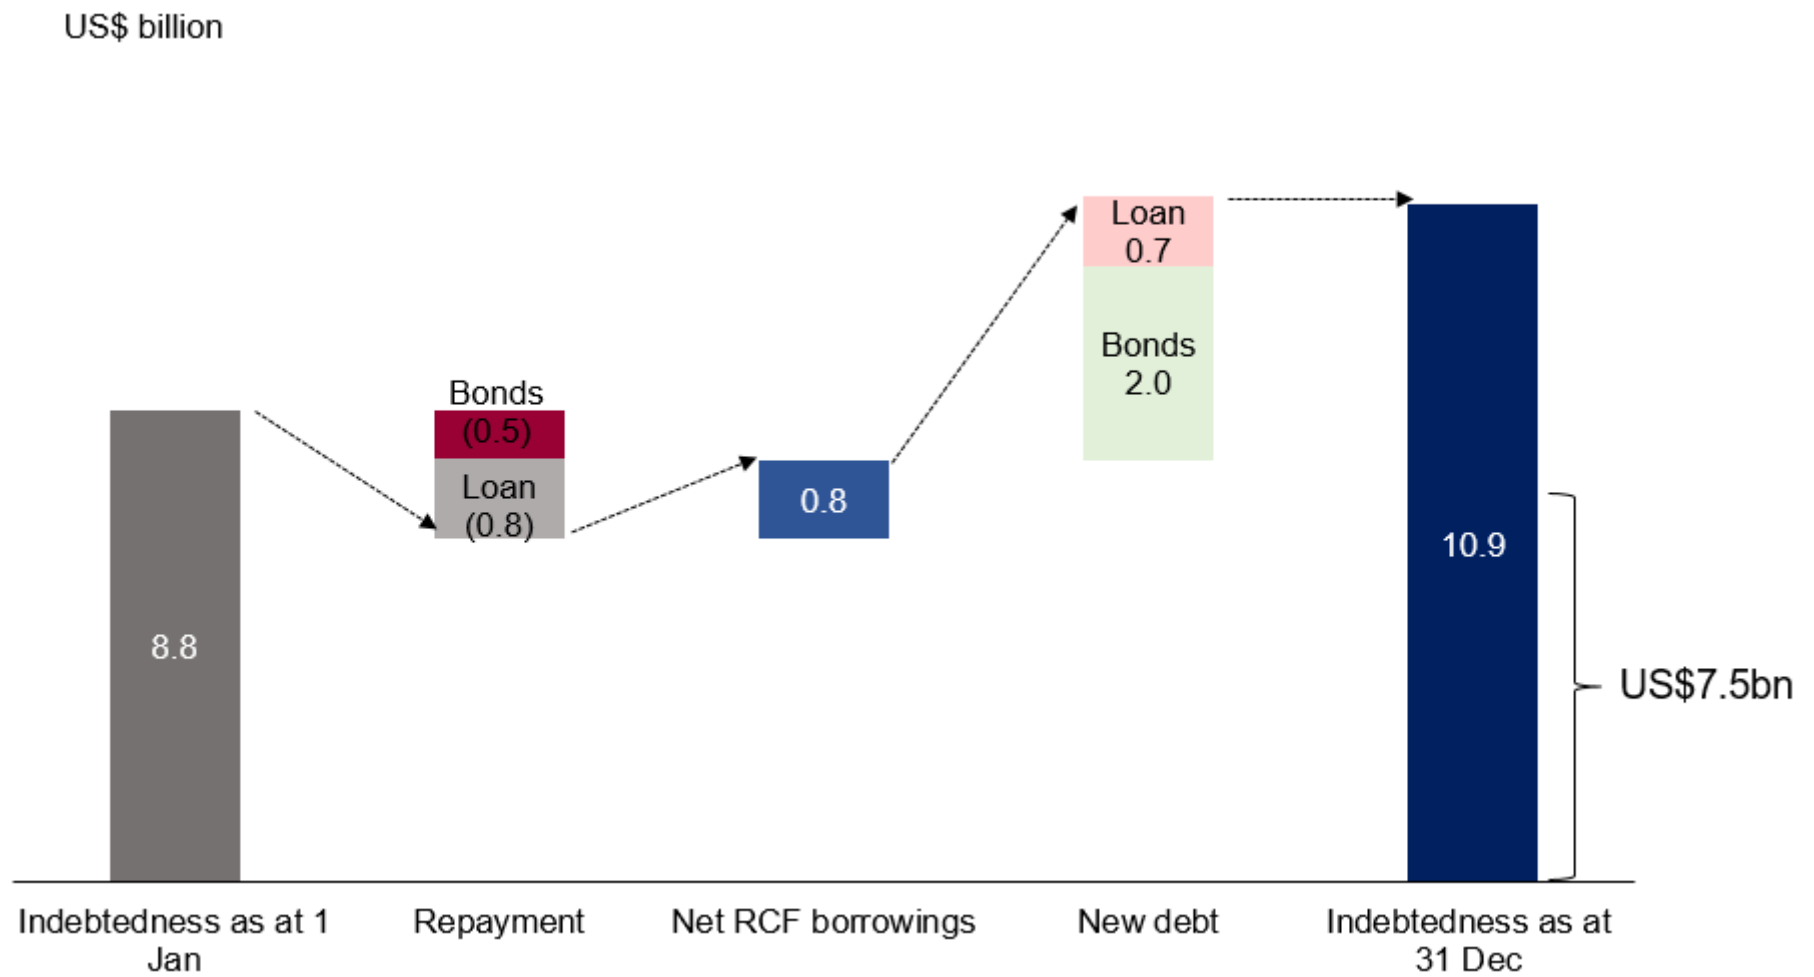 US$ billion
Loan
0.7
Bonds
2.0
Bonds
(0.5)
Loan
(0.8)
0.8
10.9
8.8
US$7.5bn
Indebtedness as at 1
Jan
Repayment
Net RCF borrowings
New debt
Indebtedness as at
31 Dec